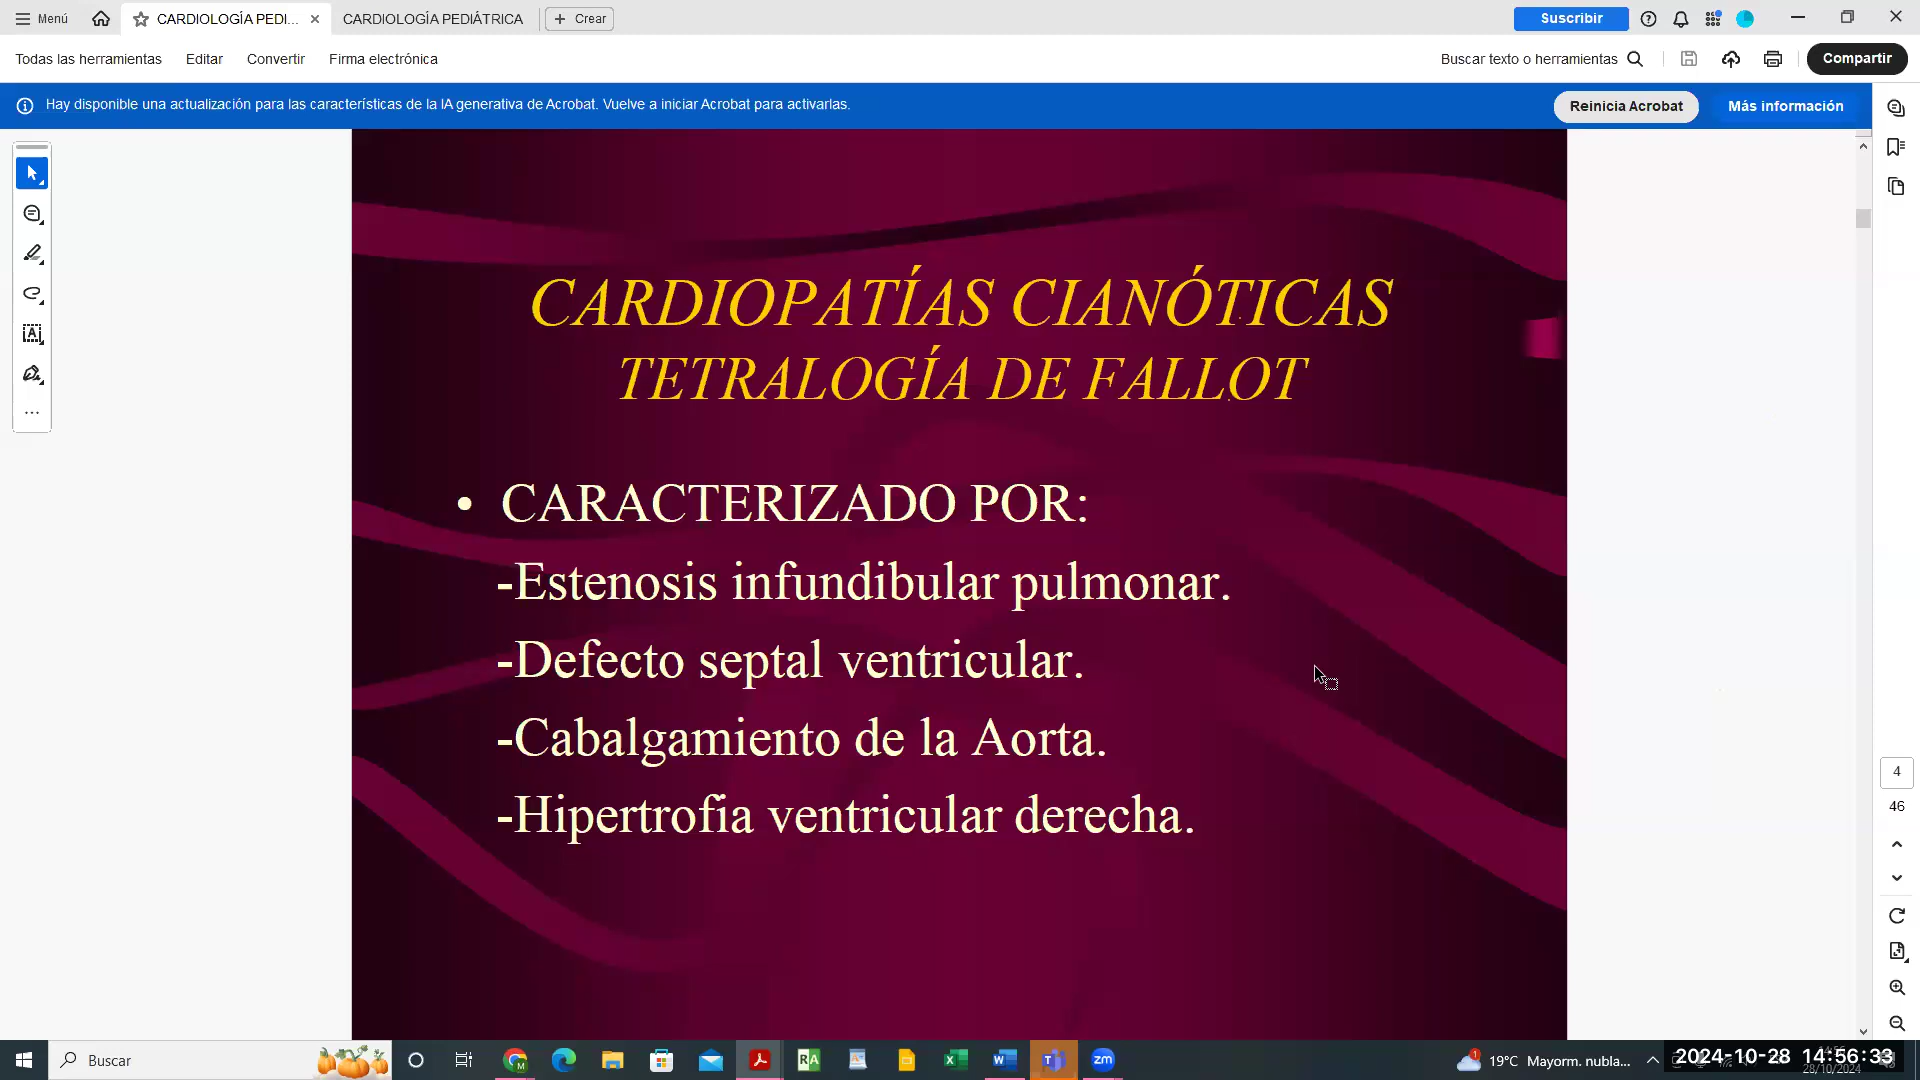 Menú
CARDIOLOGÍA PEDI...
CARDIOLOGÍA PEDIÁTRICA
Crear
Suscribir
Todas las herramientas
Editar
Convertir
Firma electrónica
Buscar texto o herramientas
Compartir
Hay disponible una actualización para las características de la IA generativa de Acrobat. Vuelve a iniciar Acrobat para activarlas.
Reinicia Acrobat
Más información
CARDIOPATÍAS CIANÓTICAS
TETRALOGÍA DE FALLOT
• CARACTERIZADO POR:
-Estenosis infundibular pulmonar.
-Defecto septal ventricular.
-Cabalgamiento de la Aorta.
-Hipertrofia ventricular derecha.
4
46
Buscar
19°C Mayorm. nubla...
2024-10-28 14:56:33
28/10/2024